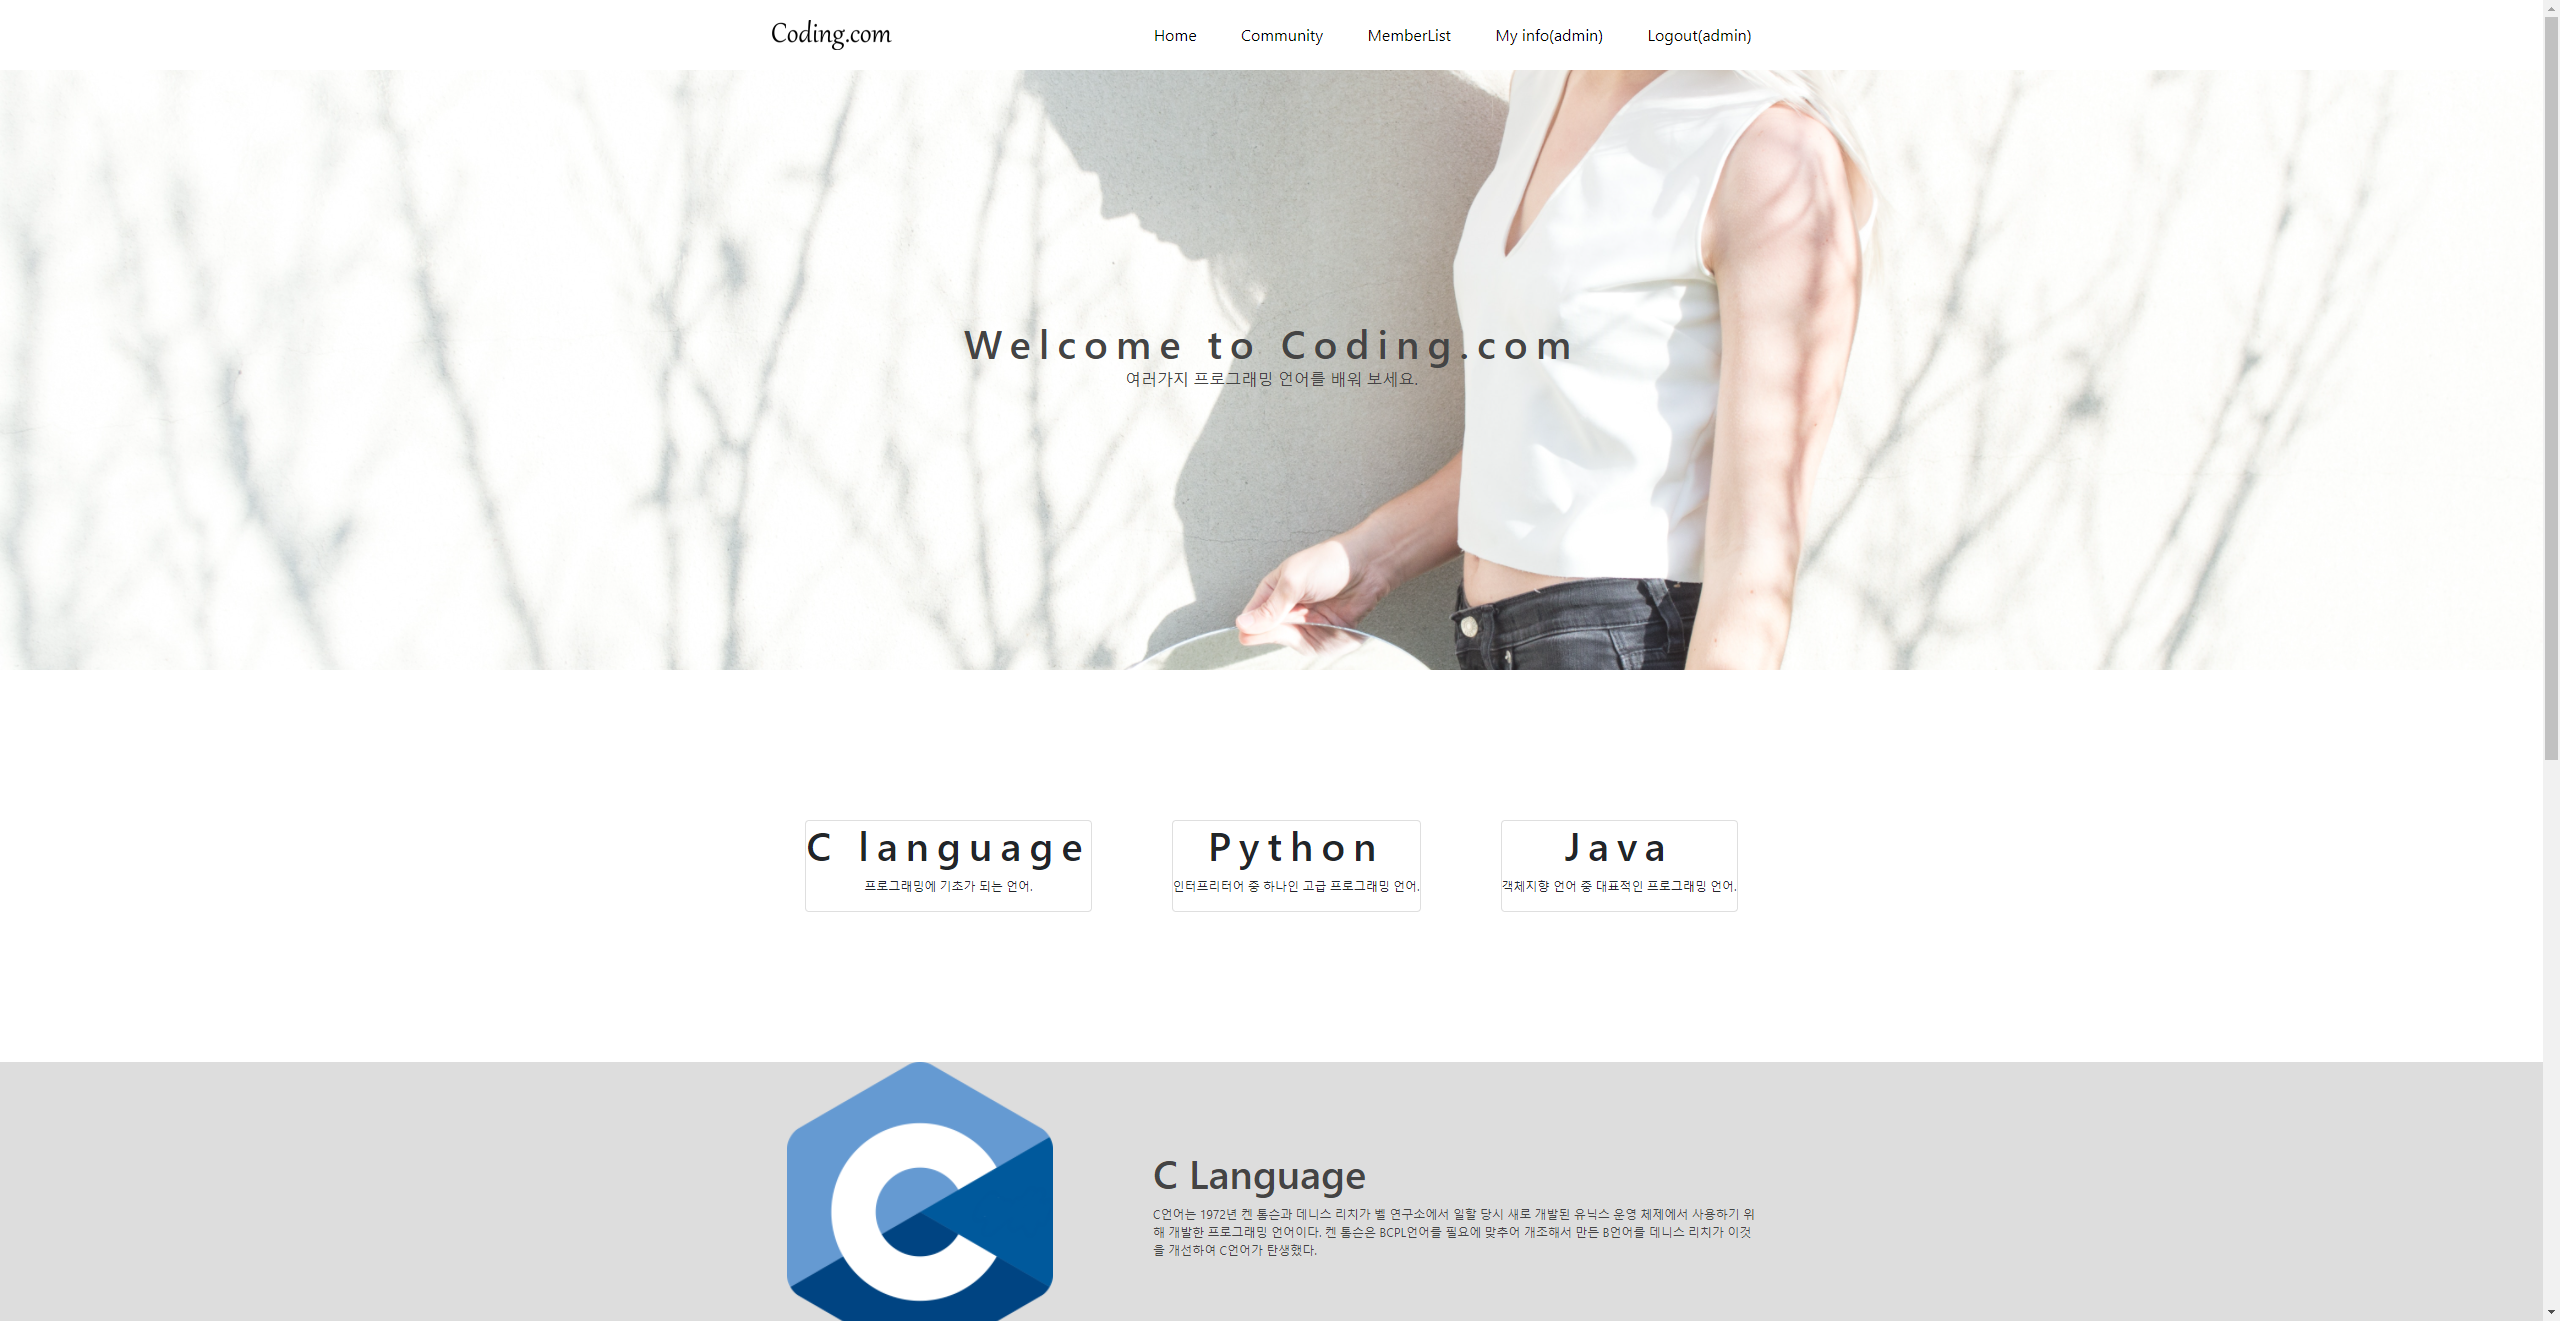 Coding.com
Home Community MemberList My info(admin) Logout(admin)
Welcome to Coding.com
여러가지 프로그래밍 언어를 배워 보세요.
C language
프로그래밍에 기초가 되는 언어.
Python
인터프리터어 중 하나인 고급 프로그래밍 언어.
Java
객체지향 언어 중 대표적인 프로그래밍 언어.
C Language
C언어는 1972년 켄 톰슨과 데니스 리치가 벨 연구소에서 일할 당시 새로 개발된 유닉스 운영 체제에서 사용하기 위
해 개발한 프로그래밍 언어이다. 켄 톰슨은 BCPL언어를 필요에 맞추어 개조해서 만든 B언어를 데니스 리치가 이것
을 개선하여 C언어가 탄생했다.